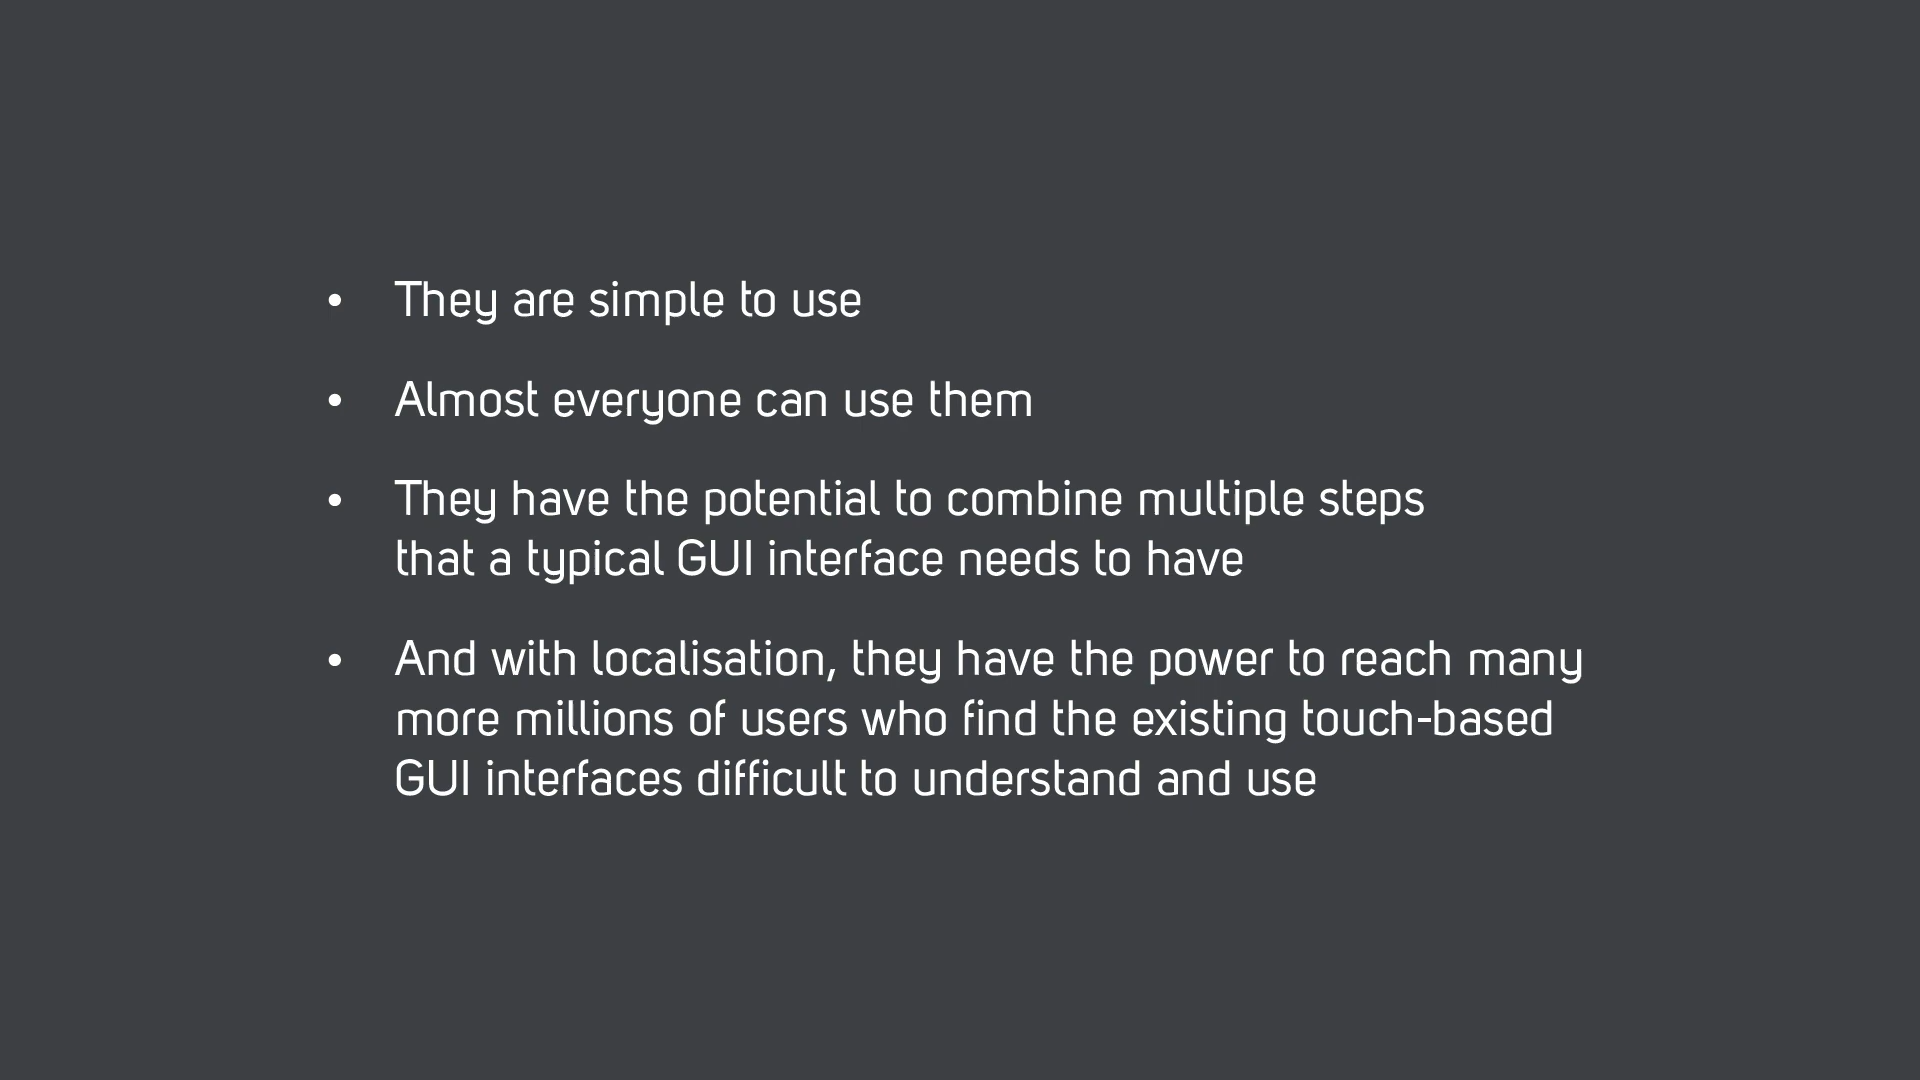 • They are simple to use
• Almost everyone can use them
• They have the potential to combine multiple steps
that a typical GUI interface needs to have
• And with localisation, they have the power to reach many
more millions of users who find the existing touch-based
GUI interfaces difficult to understand and use